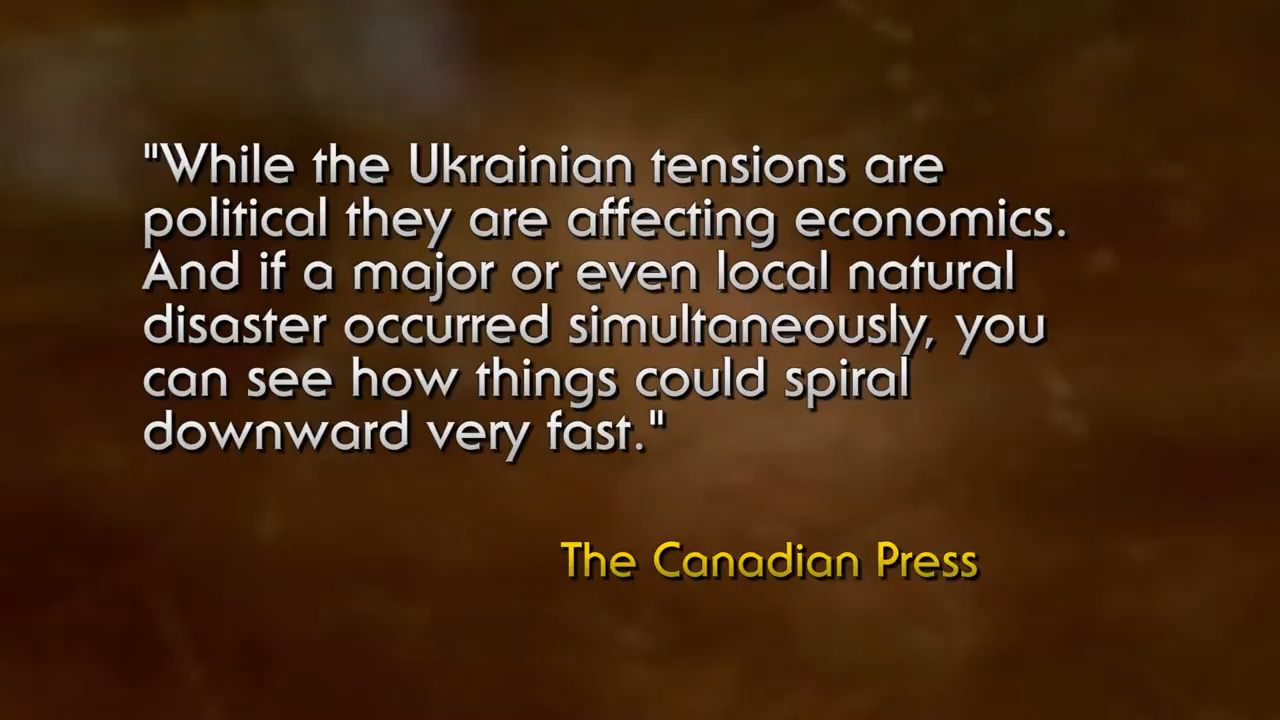 "While the Ukrainian tensions are
political they are affecting economics.
And if a major or even local natural
disaster occurred simultaneously, you
can see how things could spiral
downward very fast."
The Canadian Press